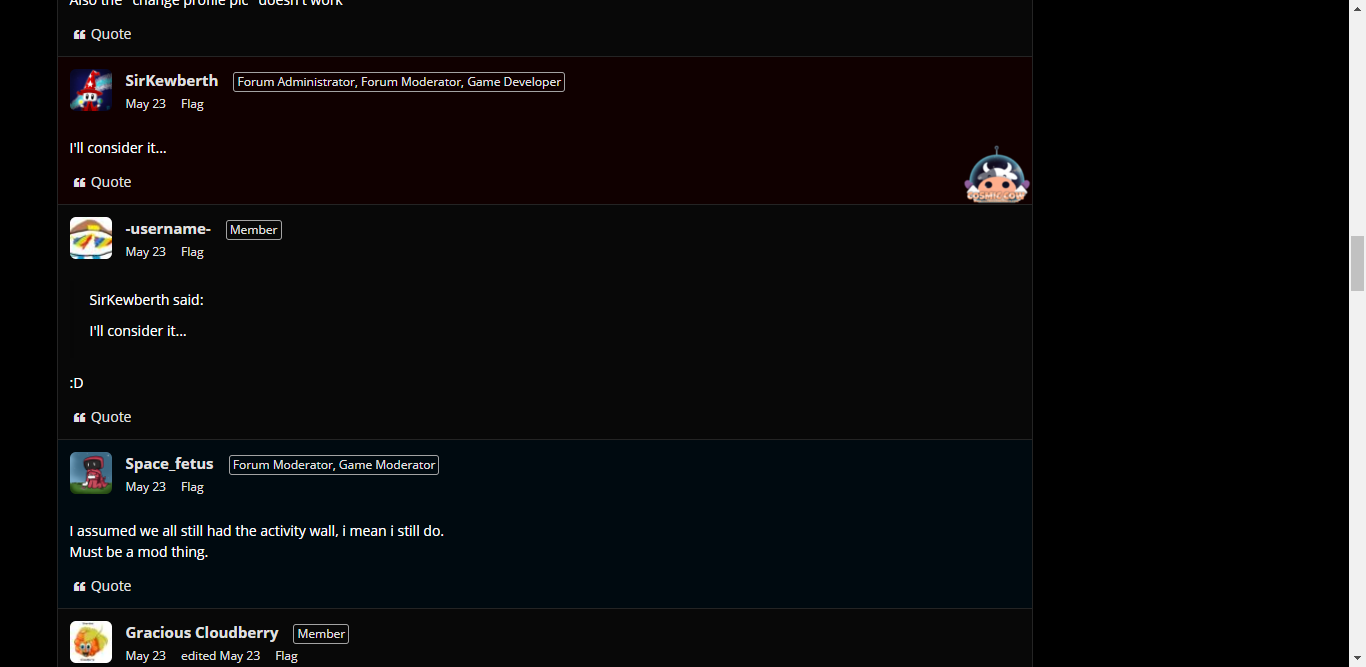 Also the "change profile pic" doesn't work
Quote
SirKewberth Forum Administrator, Forum Moderator, Game Developer
May 23 Flag
I'll consider it...
Quote
COSMIC COW
-username- Member
May 23 Flag
SirKewberth said:
I'll consider it...
:D
Quote
Space_fetus Forum Moderator, Game Moderator
May 23 Flag
I assumed we all still had the activity wall, i mean i still do.
Must be a mod thing.
Quote
Gracious Cloudberry Member
May 23 edited May 23 Flag